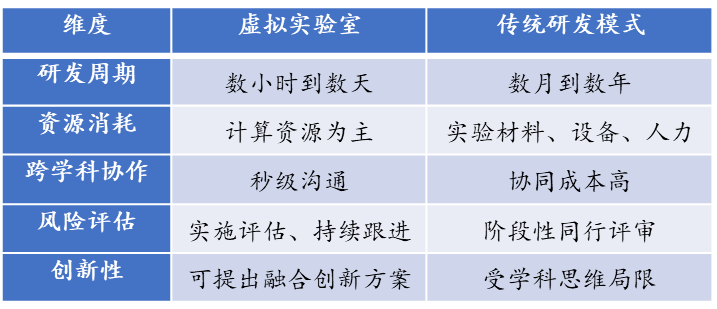 维度 虚拟实验室 传统研发模式
研发周期 数小时到数天 数月到数年
资源消耗 计算资源为主 实验材料、设备、人力
跨学科协作 秒级沟通 协同成本高
风险评估 实施评估、持续跟进 阶段性同行评审
创新性 可提出融合创新方案 受学科思维局限